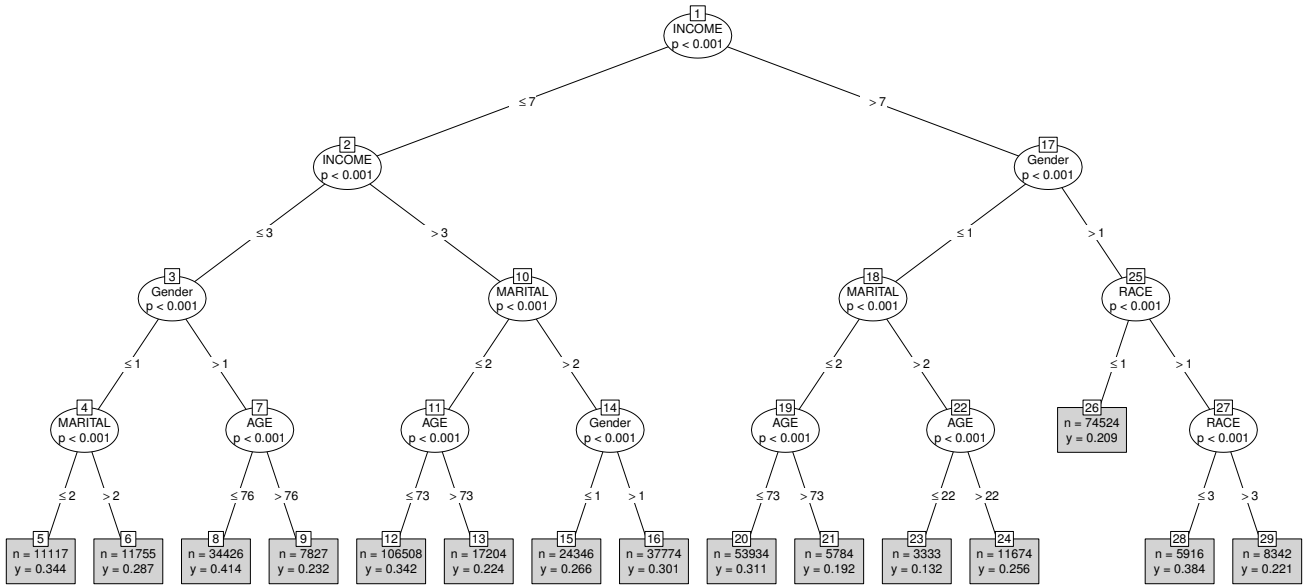 1
INCOME
p < 0.001
≤ 7
> 7
2
INCOME
p < 0.001
17
Gender
p < 0.001
≤ 3
> 3
≤ 1
> 1
3
Gender
p < 0.001
10
MARITAL
p < 0.001
18
MARITAL
p < 0.001
25
RACE
p < 0.001
≤ 1
> 1
≤ 2
> 2
≤ 2
> 2
≤ 1
> 1
4
MARITAL
p < 0.001
7
AGE
p < 0.001
11
AGE
p < 0.001
14
Gender
p < 0.001
19
AGE
p < 0.001
22
AGE
p < 0.001
26
n = 74524
y = 0.209
27
RACE
p < 0.001
≤ 2
> 2
≤ 76
> 76
≤ 73
> 73
≤ 1
> 1
≤ 73
> 73
≤ 22
> 22
≤ 3
> 3
5
n = 11117
y = 0.344
6
n = 11755
y = 0.287
8
n = 34426
y = 0.414
9
n = 7827
y = 0.232
12
n = 106508
y = 0.342
13
n = 17204
y = 0.224
15
n = 24346
y = 0.266
16
n = 37774
y = 0.301
20
n = 53934
y = 0.311
21
n = 5784
y = 0.192
23
n = 3333
y = 0.132
24
n = 11674
y = 0.256
28
n = 5916
y = 0.384
29
n = 8342
y = 0.221